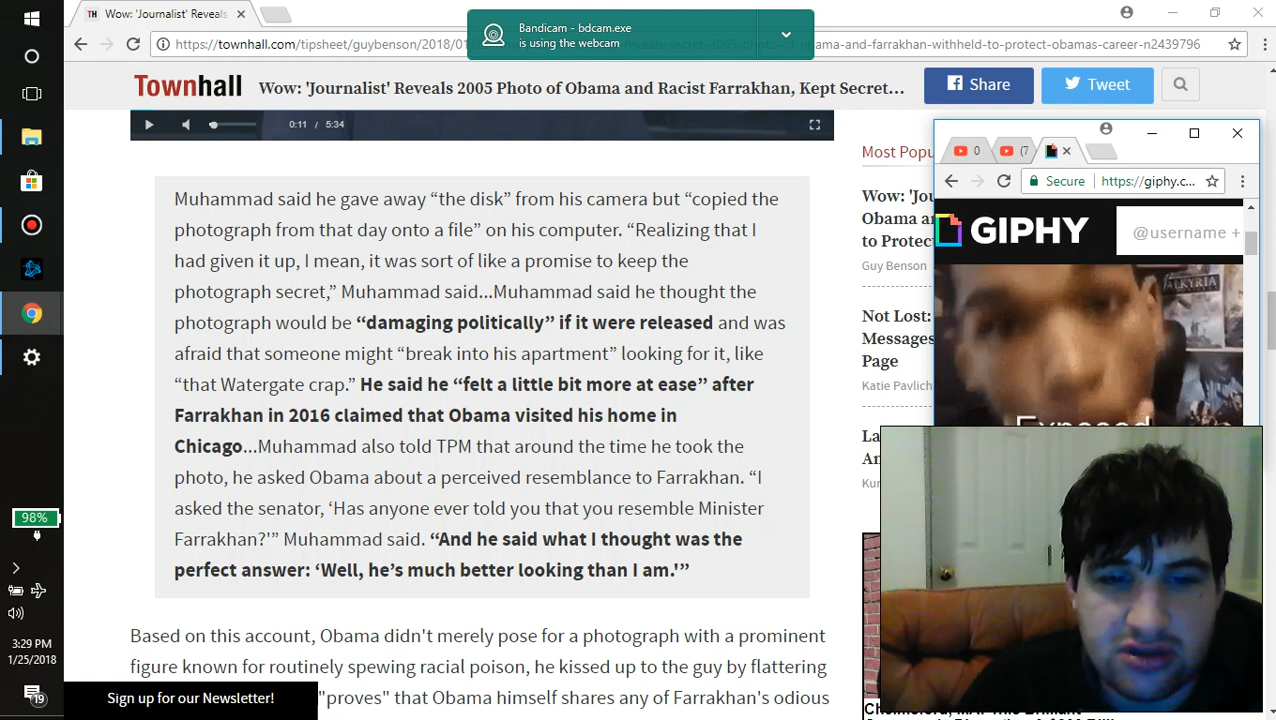 Wow: 'Journalist' Reveals
Bandicam - bdcam.exe
is using the webcam
https://townhall.com/tipsheet/guybenson/2018/01
ama-and-farrakhan-withheld-to-protect-obamas-career-n2439796
Townhall
Wow: 'Journalist' Reveals 2005 Photo of Obama and Racist Farrakhan, Kept Secret...
Share
Tweet
0:11 / 5:34
Muhammad said he gave away “the disk” from his camera but “copied the
photograph from that day onto a file” on his computer. “Realizing that I
had given it up, I mean, it was sort of like a promise to keep the
photograph secret,” Muhammad said...Muhammad said he thought the
photograph would be “damaging politically” if it were released and was
afraid that someone might “break into his apartment” looking for it, like
“that Watergate crap.” He said he “felt a little bit more at ease” after
Farrakhan in 2016 claimed that Obama visited his home in
Chicago...Muhammad also told TPM that around the time he took the
photo, he asked Obama about a perceived resemblance to Farrakhan. “I
asked the senator, ‘Has anyone ever told you that you resemble Minister
Farrakhan?'” Muhammad said. “And he said what I thought was the
perfect answer: ‘Well, he’s much better looking than I am.'”
Based on this account, Obama didn't merely pose for a photograph with a prominent
figure known for routinely spewing racial poison, he kissed up to the guy by flattering
"proves" that Obama himself shares any of Farrakhan's odious
Sign up for our Newsletter!
Most Popu
Wow: 'Jou
Obama an
to Protect
Guy Benson
Not Lost:
Messages
Page
Katie Pavlich
La
An
Kur
0
(7
Secure
https://giphy.c...
GIPHY
@username +
VALKYRIA
Exposed
98%
3:29 PM
1/25/2018
19